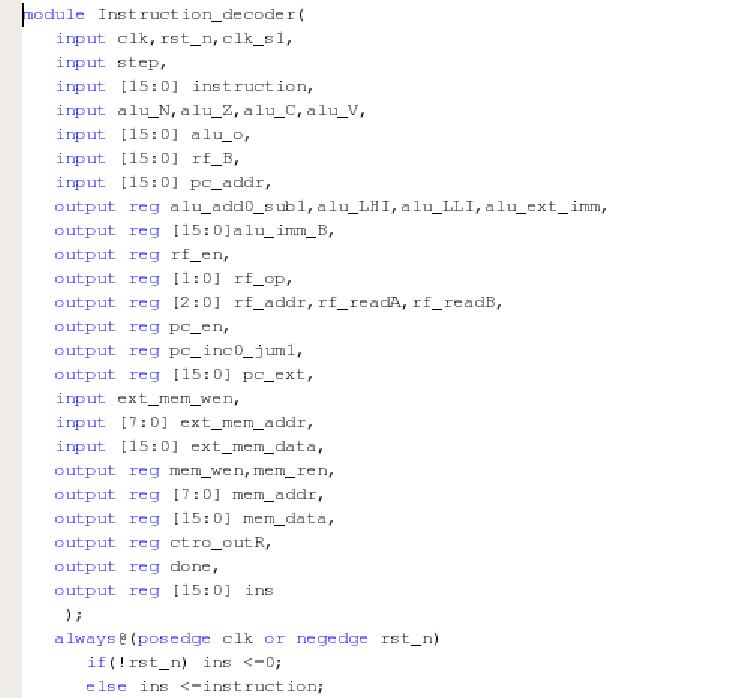 module Instruction_decoder(
input clk,rst_n,clk_s1,
input step,
input [15:0] instruction,
input alu_N,alu_Z,alu_C,alu_V,
input [15:0] alu_o,
input [15:0] rf_B,
input [15:0] pc_addr,
output reg alu_add0_sub1,alu_LHI,alu_LLI,alu_ext_imm,
output reg [15:0]alu_imm_B,
output reg rf_en,
output reg [1:0] rf_op,
output reg [2:0] rf_addr,rf_readA,rf_readB,
output reg pc_en,
output reg pc_inc0_jum1,
output reg [15:0] pc_ext,
input ext_mem_wen,
input [7:0] ext_mem_addr,
input [15:0] ext_mem_data,
output reg mem_wen,mem_ren,
output reg [7:0] mem_addr,
output reg [15:0] mem_data,
output reg ctro_outR,
output reg done,
output reg [15:0] ins
);
always@(posedge clk or negedge rst_n)
if(!rst_n) ins <=0;
else ins <=instruction;